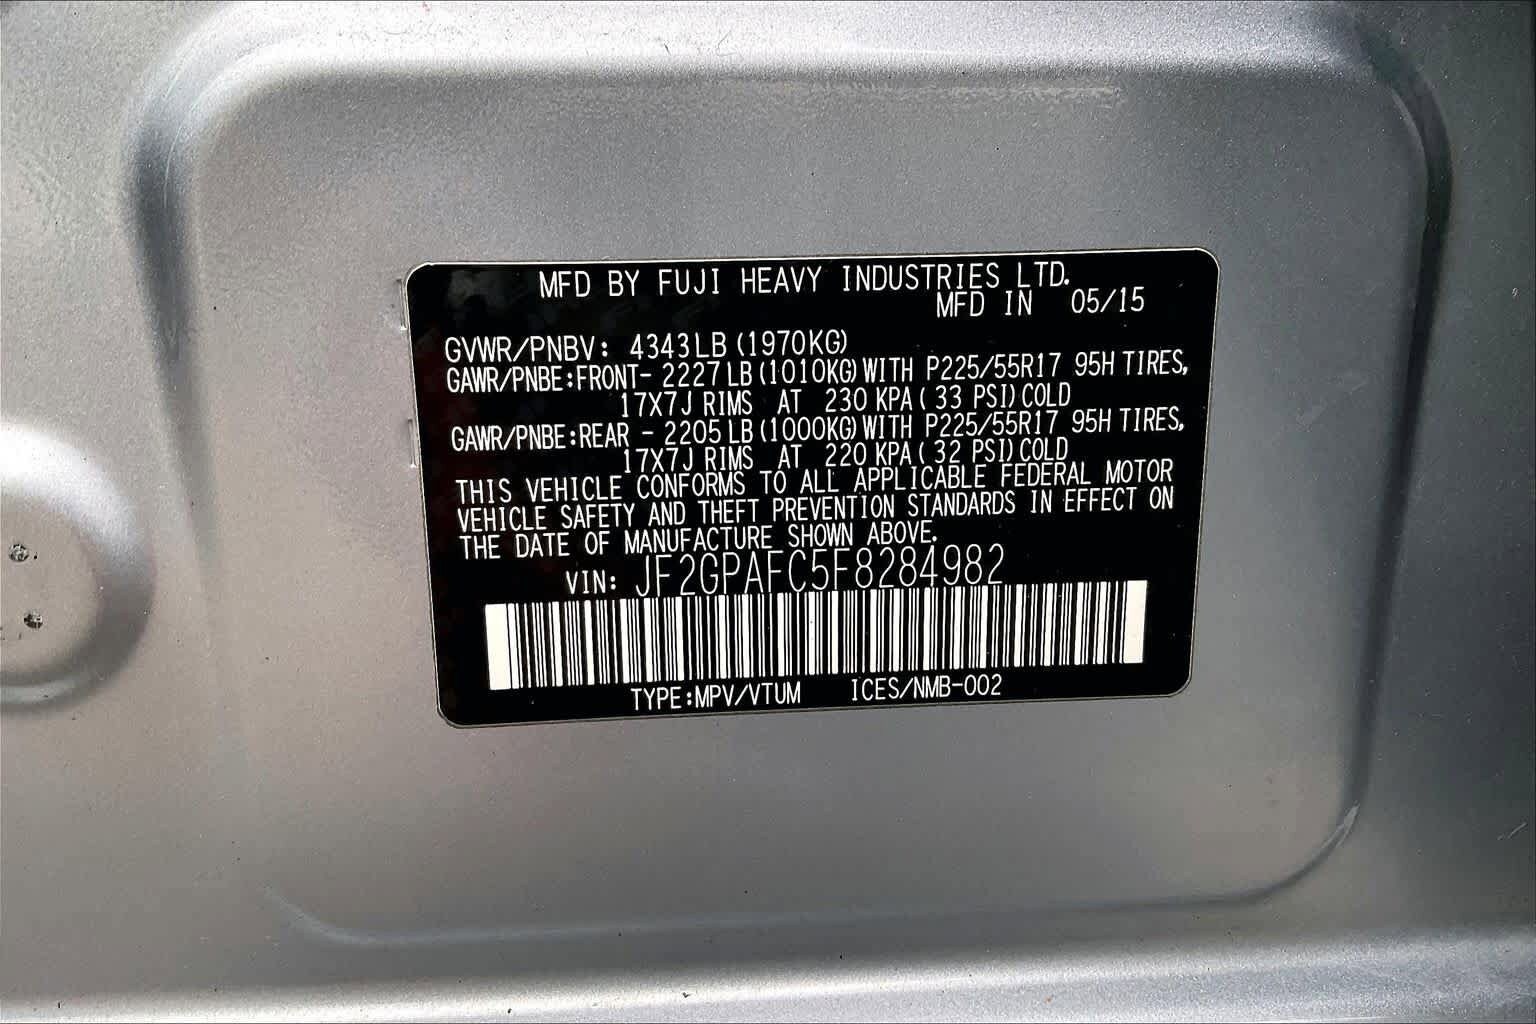 MFD BY FUJI HEAVY INDUSTRIES LTD.
MFD IN 05/15
GVWR/PNBV: 4343LB (1970KG)
GAWR/PNBE:FRONT- 2227LB (1010KG) WITH P225/55R17 95H TIRES,
17X7J RIMS AT 230 KPA( 33 PSI) COLD
GAWR/PNBE:REAR - 2205LB (1000KG) WITH P225/55R17 95H TIRES,
17X7J RIMS AT 220 KPA( 32 PSI) COLD
THIS VEHICLE CONFORMS TO ALL APPLICABLE FEDERAL MOTOR
VEHICLE SAFETY AND THEFT PREVENTION STANDARDS IN EFFECT ON
THE DATE OF MANUFACTURE SHOWN ABOVE.
VIN: JF2GPAFC5F8284982
TYPE:MPV/VTUM ICES/NMB-002